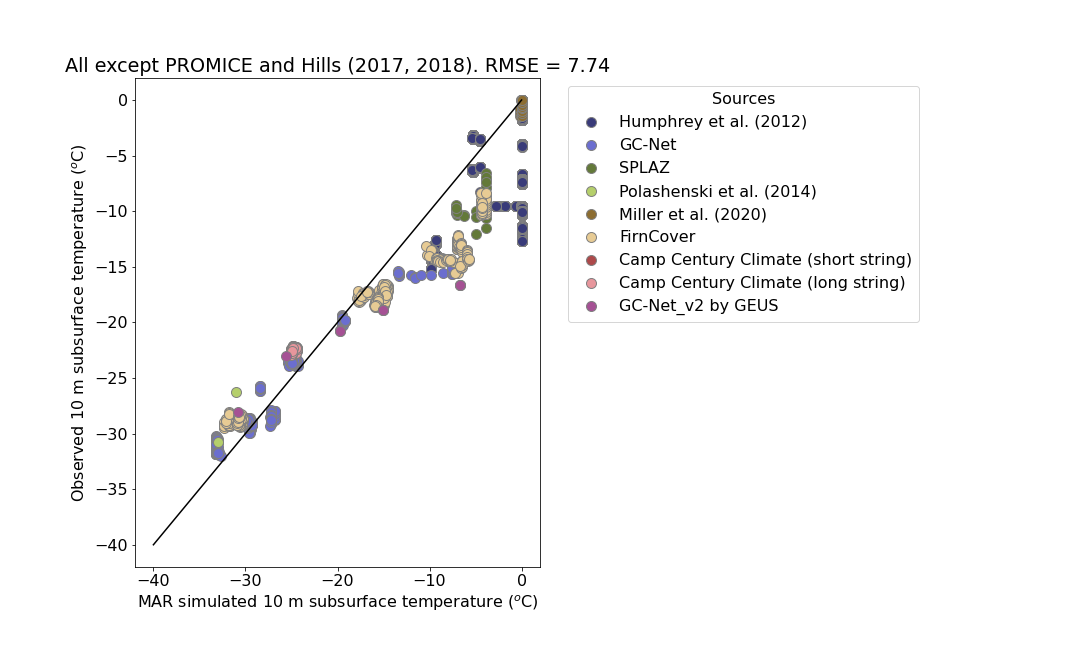 All except PROMICE and Hills (2017, 2018). RMSE = 7.74
Observed 10 m subsurface temperature (°C)
0
−5
−10
−15
−20
−25
−30
−35
−40
−40 −30 −20 −10 0
MAR simulated 10 m subsurface temperature (°C)
Sources
Humphrey et al. (2012)
GC-Net
SPLAZ
Polashenski et al. (2014)
Miller et al. (2020)
FirnCover
Camp Century Climate (short string)
Camp Century Climate (long string)
GC-Net_v2 by GEUS